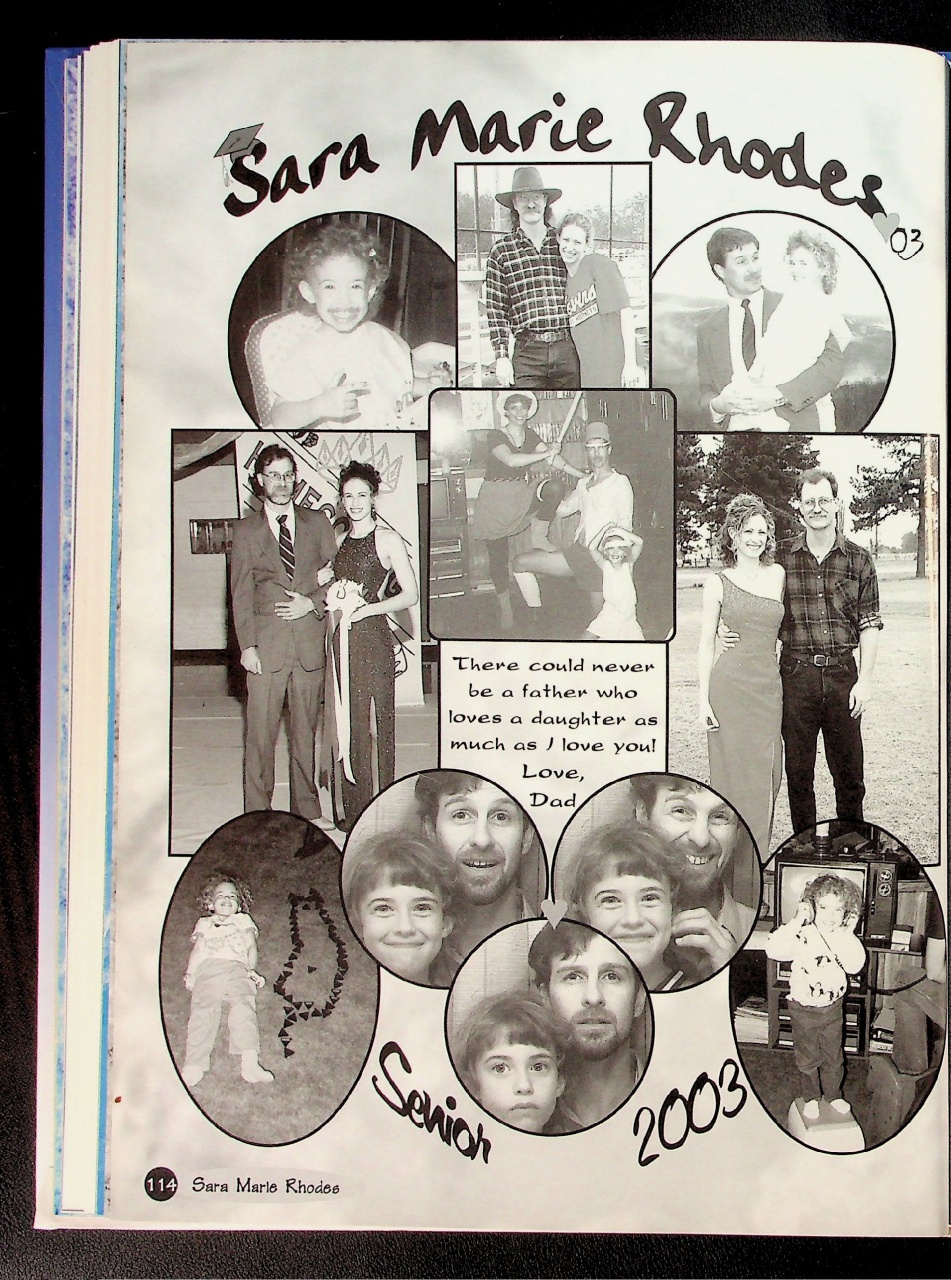 Sara Marie Rhodes
03
There could never
be a father who
loves a daughter as
much as I love you!
Love,
Dad
Senior 2003
114 Sara Marie Rhodes